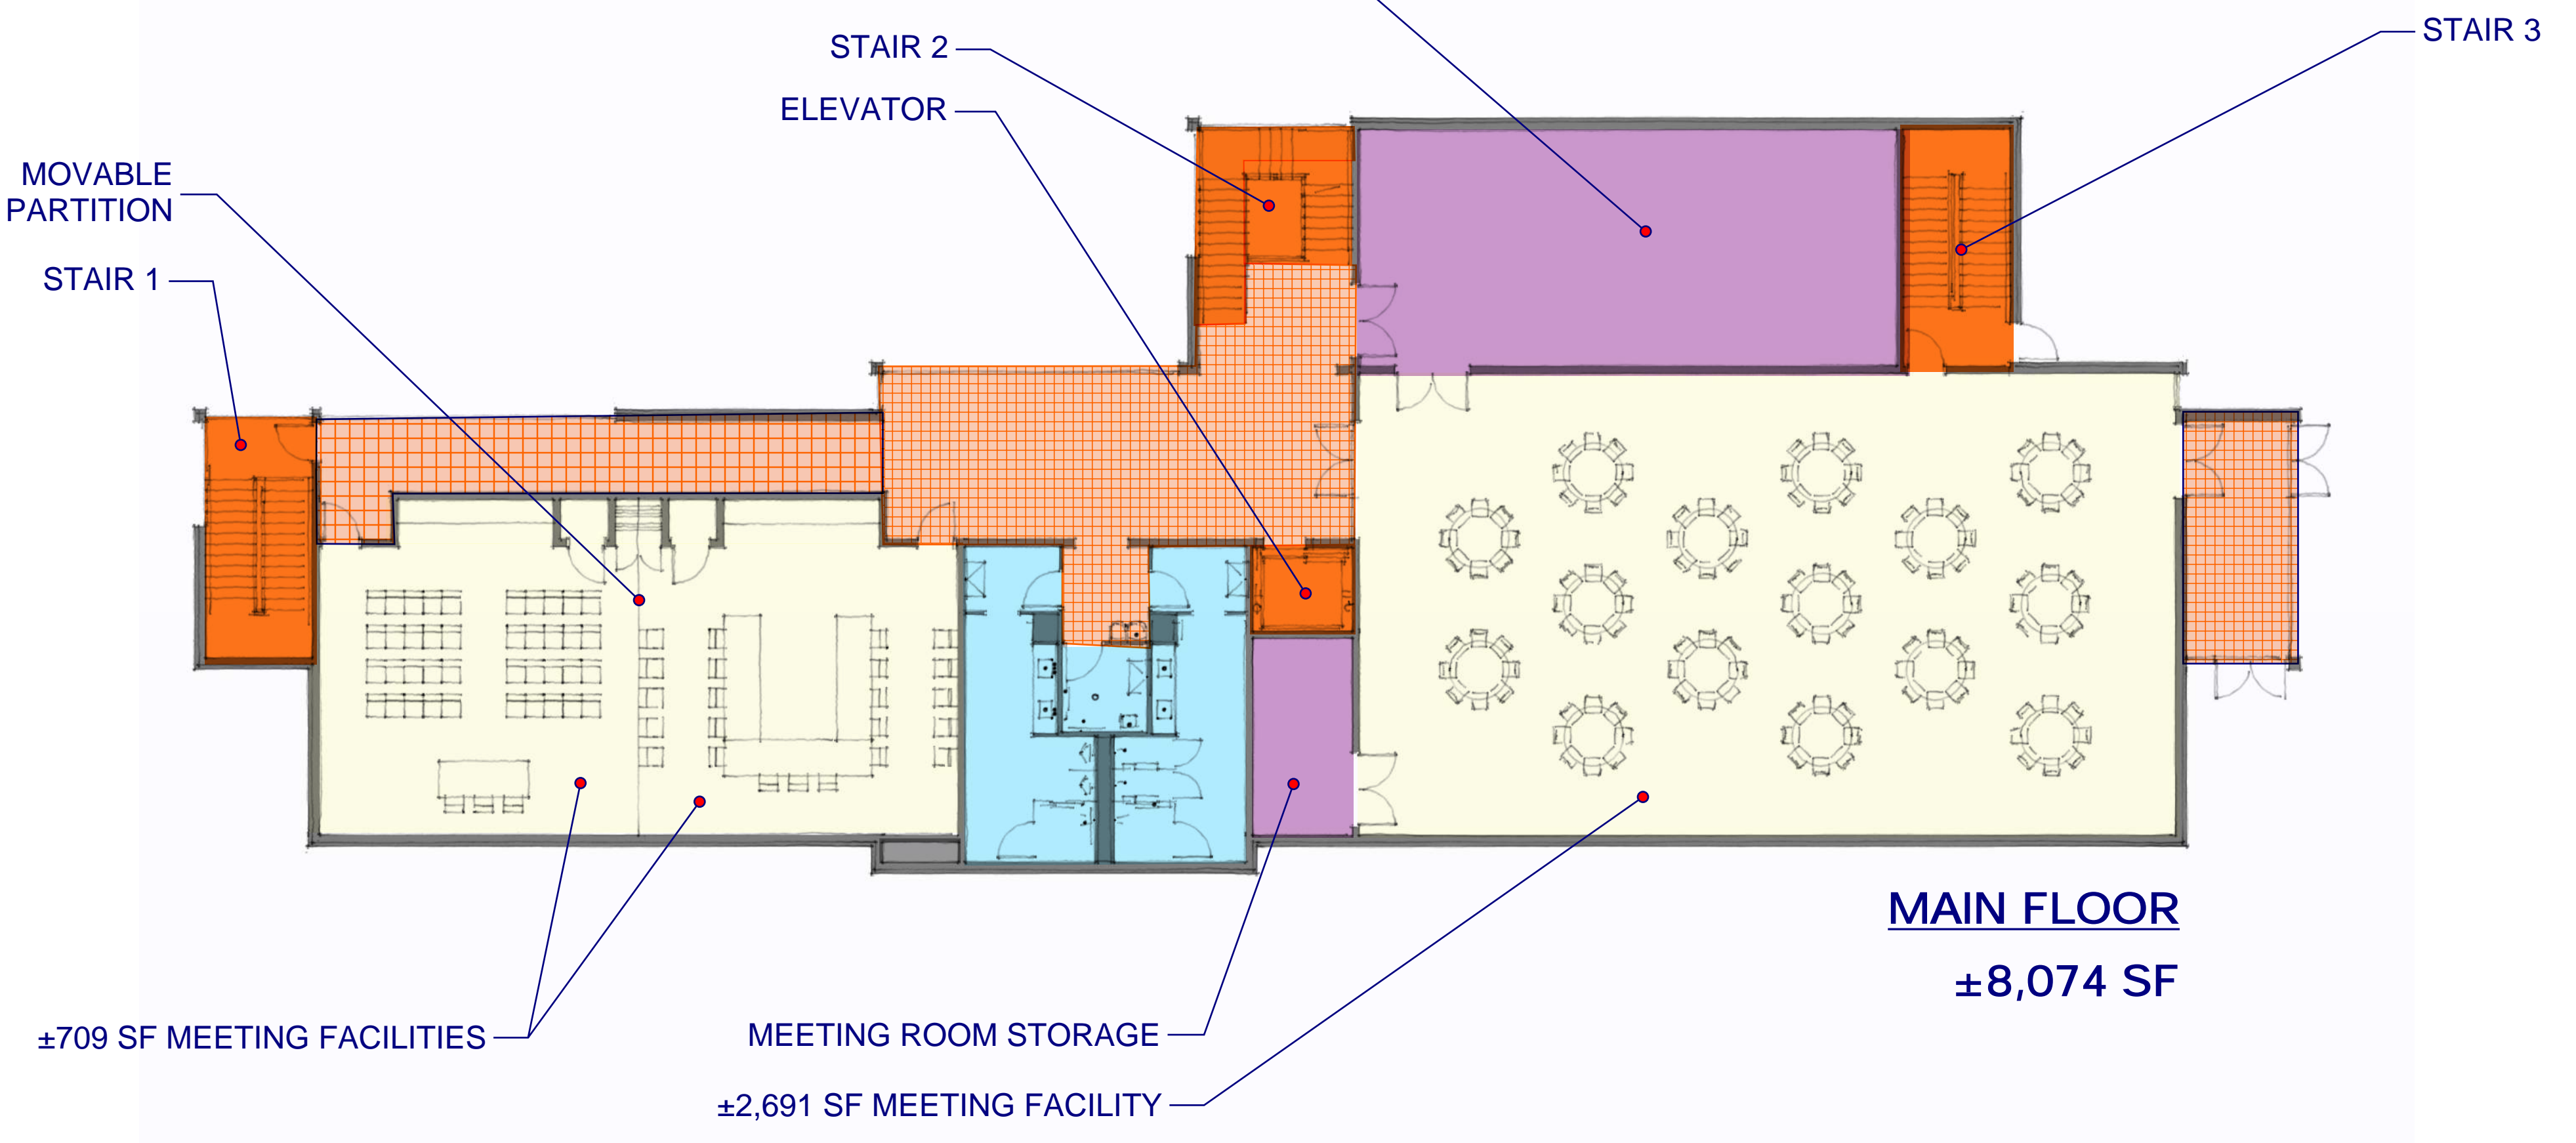 STAIR 2
STAIR 3
ELEVATOR
MOVABLE
PARTITION
STAIR 1
MAIN FLOOR
±8,074 SF
±709 SF MEETING FACILITIES
MEETING ROOM STORAGE
±2,691 SF MEETING FACILITY